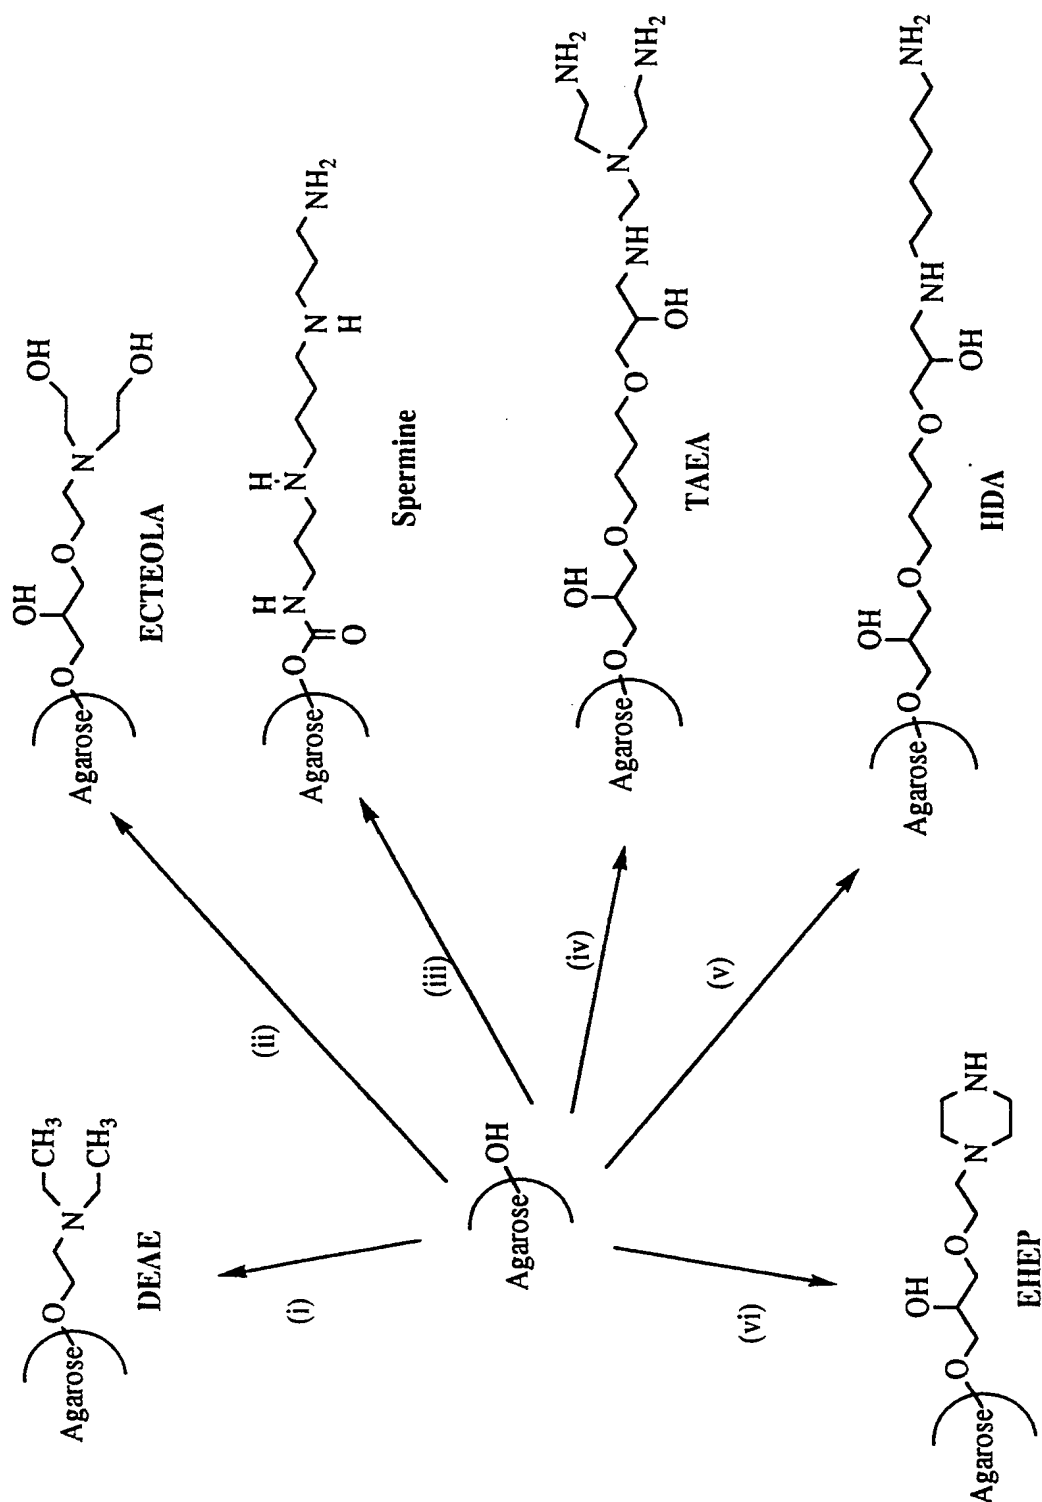 Agarose O N CH3
CH3
DEAE
(i)
OH
Agarose O O N OH
OH
ECTEOLA
(ii)
H H
Agarose O N N N NH2
O H
Spermine
(iii)
Agarose OH
(iv)
OH NH2
Agarose O O O NH N NH2
OH
TAEA
(v)
OH
Agarose O O O NH NH2
OH
HDA
(vi)
OH
Agarose O O N NH
EHEP